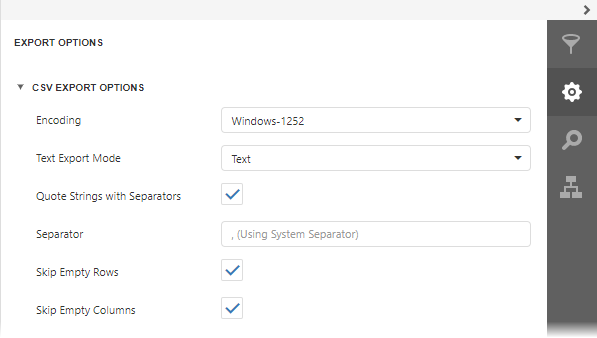 EXPORT OPTIONS
CSV EXPORT OPTIONS
Encoding Windows-1252
Text Export Mode Text
Quote Strings with Separators
Separator , (Using System Separator)
Skip Empty Rows
Skip Empty Columns